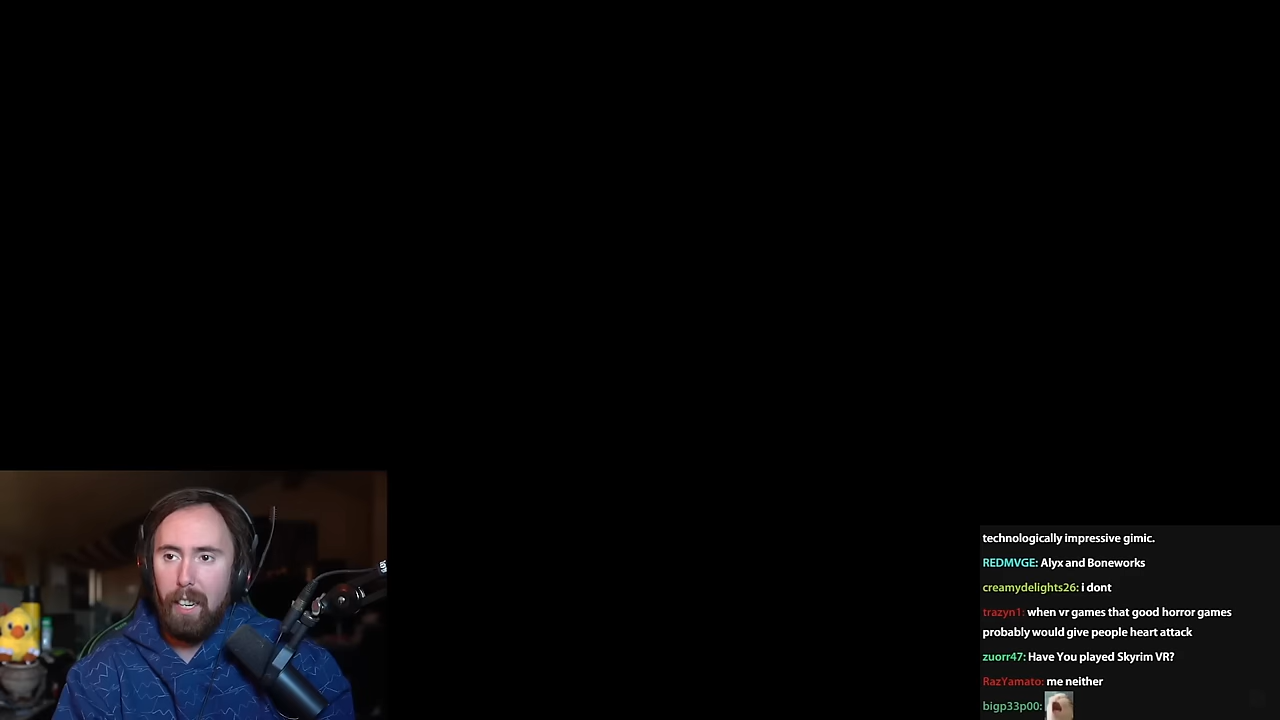 technologically impressive gimic.
REDMVGE: Alyx and Boneworks
creamydelights26: i dont
trazyn1: when vr games that good horror games
probably would give people heart attack
zuorr47: Have You played Skyrim VR?
RazYamato: me neither
bigp33p00: